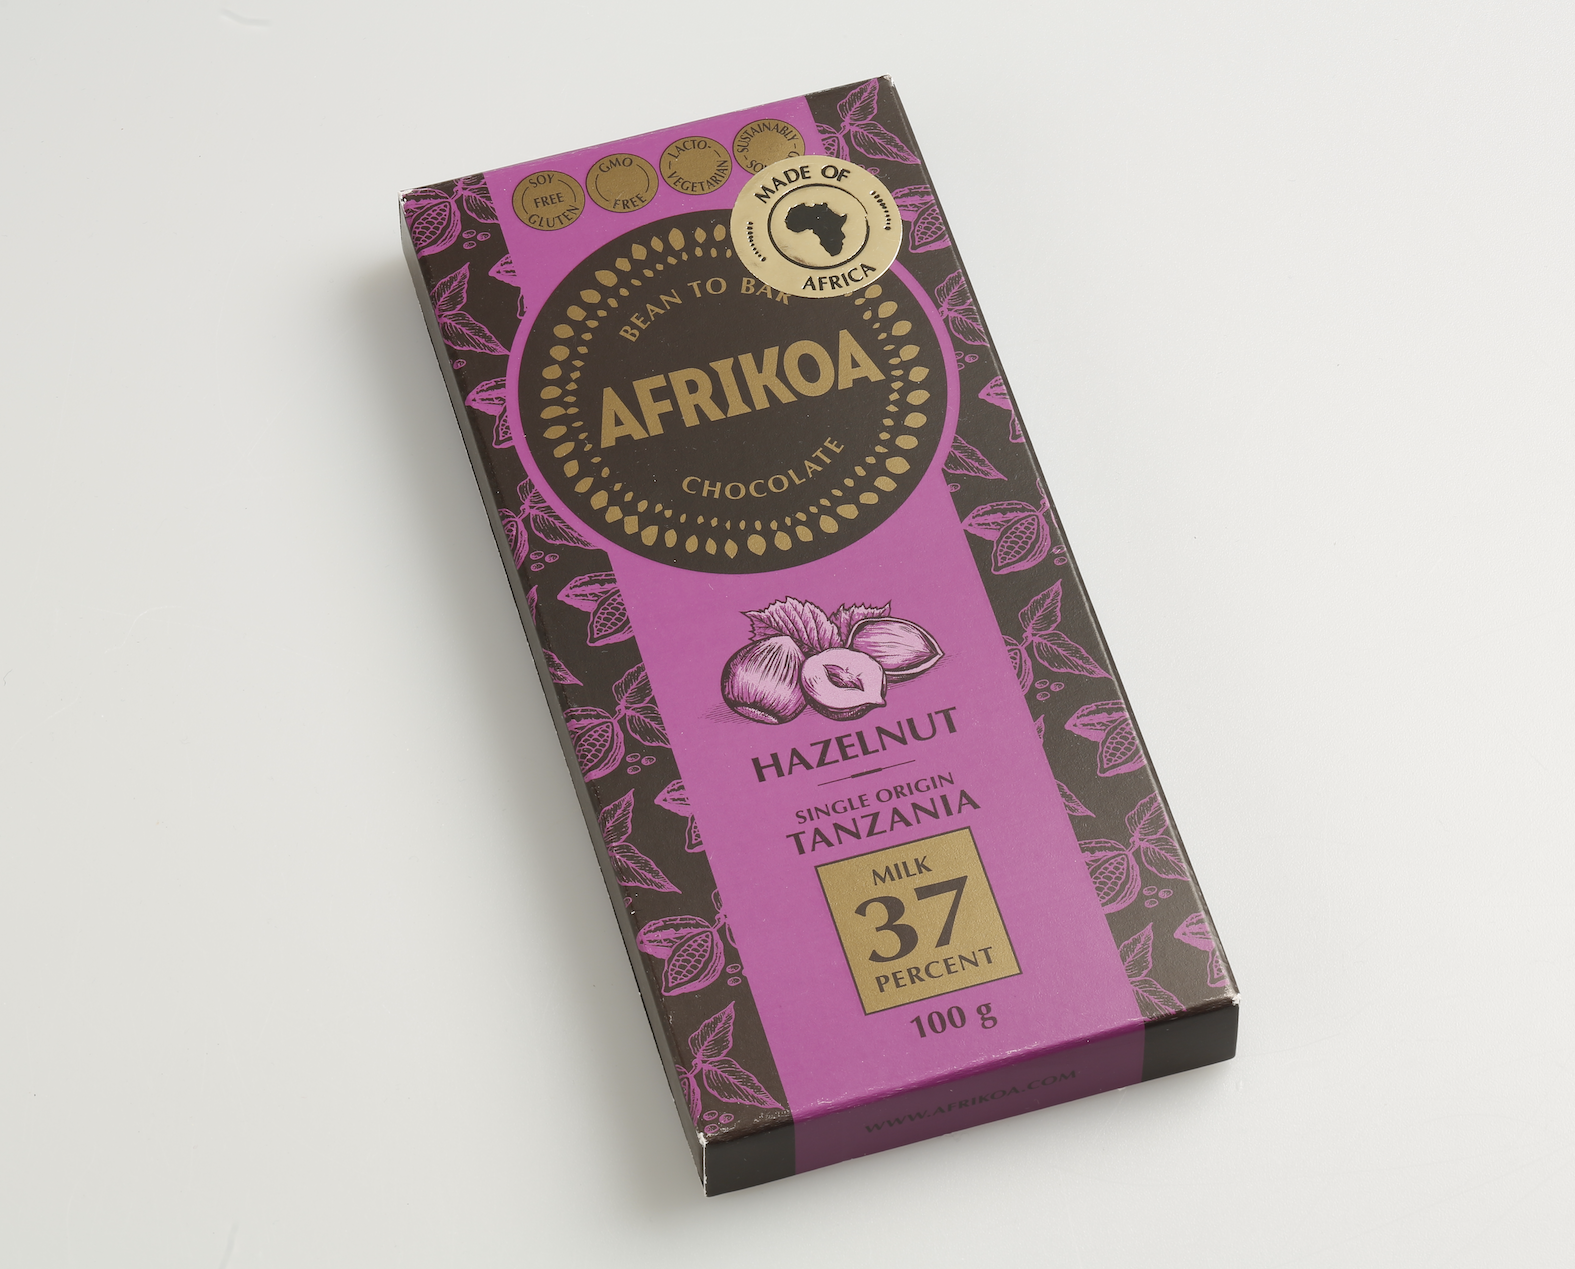 SOY
FREE
GLUTEN
GMO
FREE
LACTO-
VEGETARIAN
SUSTAINABLY
MADE OF
AFRICA
BEAN TO BAR
AFRIKOA
CHOCOLATE
HAZELNUT
SINGLE ORIGIN
TANZANIA
MILK
37
PERCENT
100 g
WWW.AFRIKOA.COM